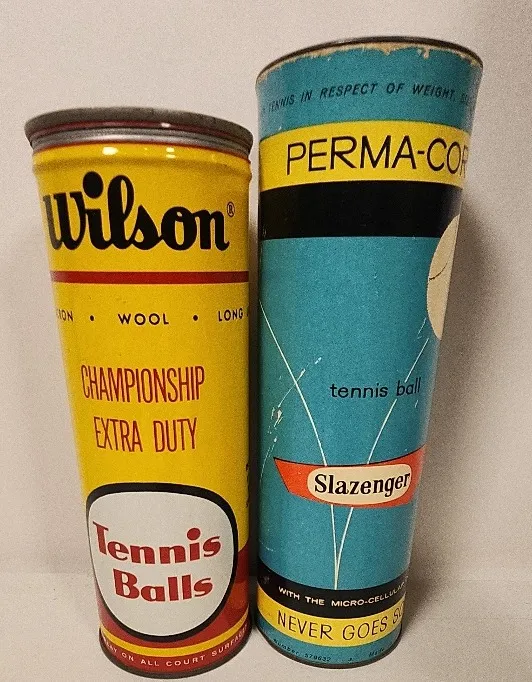 Wilson®
WOOL • LONG
CHAMPIONSHIP
EXTRA DUTY
Tennis
Balls
ON ALL COURT
TENNIS IN RESPECT OF WEIGHT
PERMA-COR
tennis ball
Slazenger
WITH THE MICRO-CELLULAR
NEVER GOES